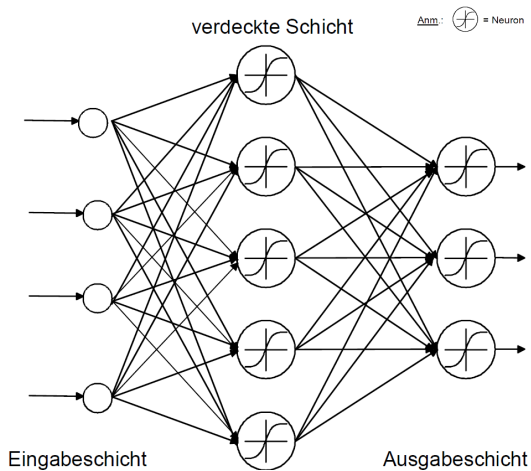 verdeckte Schicht
Anm.: = Neuron
Eingabeschicht
Ausgabeschicht